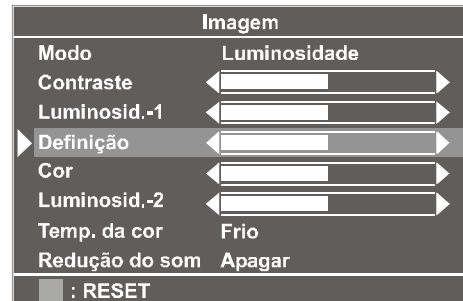 Imagem
Modo Luminosidade
Contraste
Luminosid.-1
Definição
Cor
Luminosid.-2
Temp. da cor Frio
Redução do som Apagar
: RESET